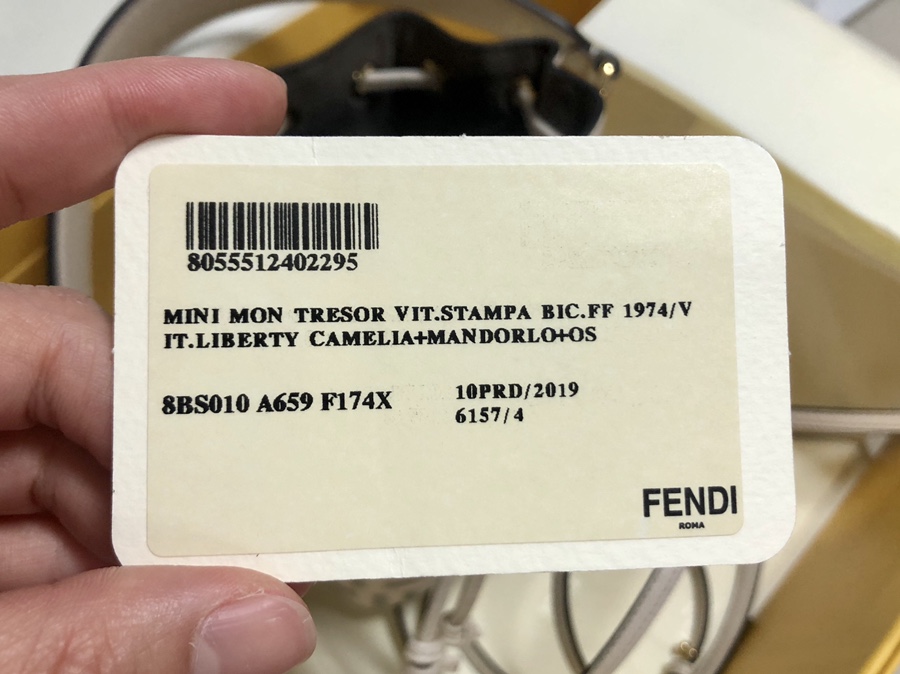 8055512402295
MINI MON TRESOR VIT.STAMPA BIC.FF 1974/V
IT.LIBERTY CAMELIA+MANDORLO+OS
8BS010 A659 F174X
10PRD/2019
6157/4
FENDI
ROMA